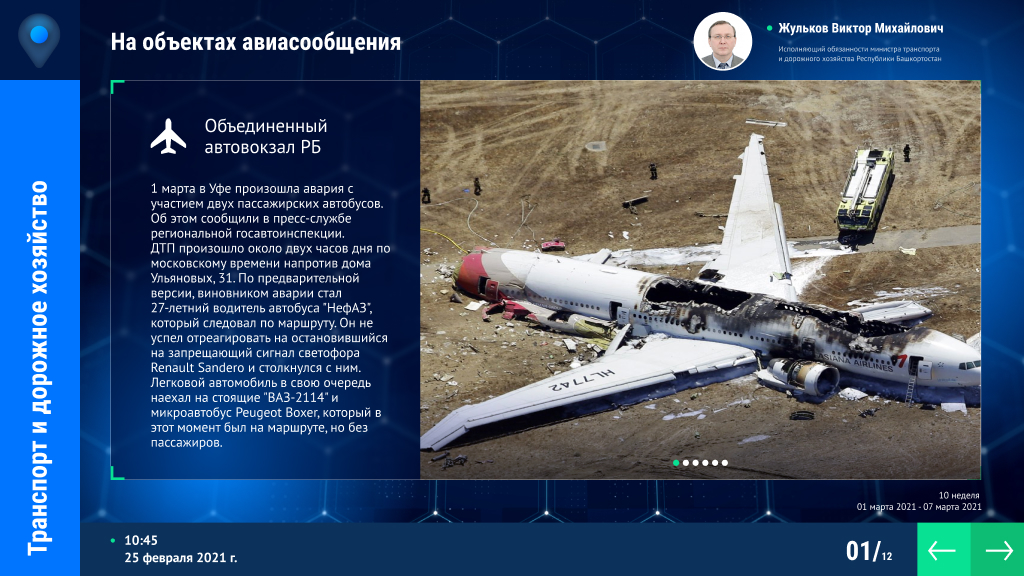 На объектах авиасообщения
Жульков Виктор Михайлович
Исполняющий обязанности министра транспорта
и дорожного хозяйства Республики Башкортостан
Транспорт и дорожное хозяйство
Объединенный
автовокзал РБ
1 марта в Уфе произошла авария с
участием двух пассажирских автобусов.
Об этом сообщили в пресс-службе
региональной госавтоинспекции.
ДТП произошло около двух часов дня по
московскому времени напротив дома
Ульяновых, 31. По предварительной
версии, виновником аварии стал
27-летний водитель автобуса "НефАЗ",
который следовал по маршруту. Он не
успел отреагировать на остановившийся
на запрещающий сигнал светофора
Renault Sandero и столкнулся с ним.
Легковой автомобиль в свою очередь
наехал на стоящие "ВАЗ-2114" и
микроавтобус Peugeot Boxer, который в
этот момент был на маршруте, но без
пассажиров.
HL7742
ASIANA AIRLINES
10 неделя
01 марта 2021 - 07 марта 2021
10:45
25 февраля 2021 г.
01/12